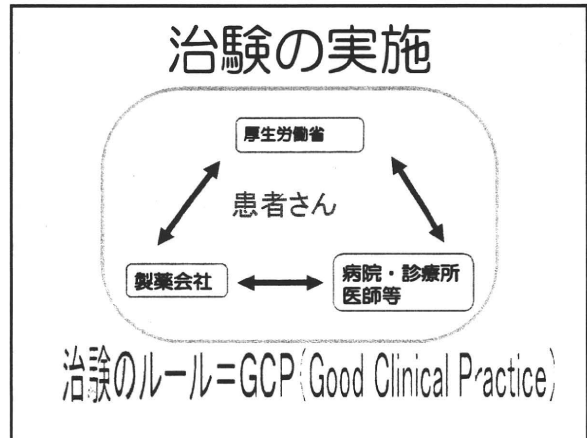 治験の実施
厚生労働省
患者さん
製薬会社
病院・診療所
医師等
治験のルール=GCP(Good Clinical Practice)